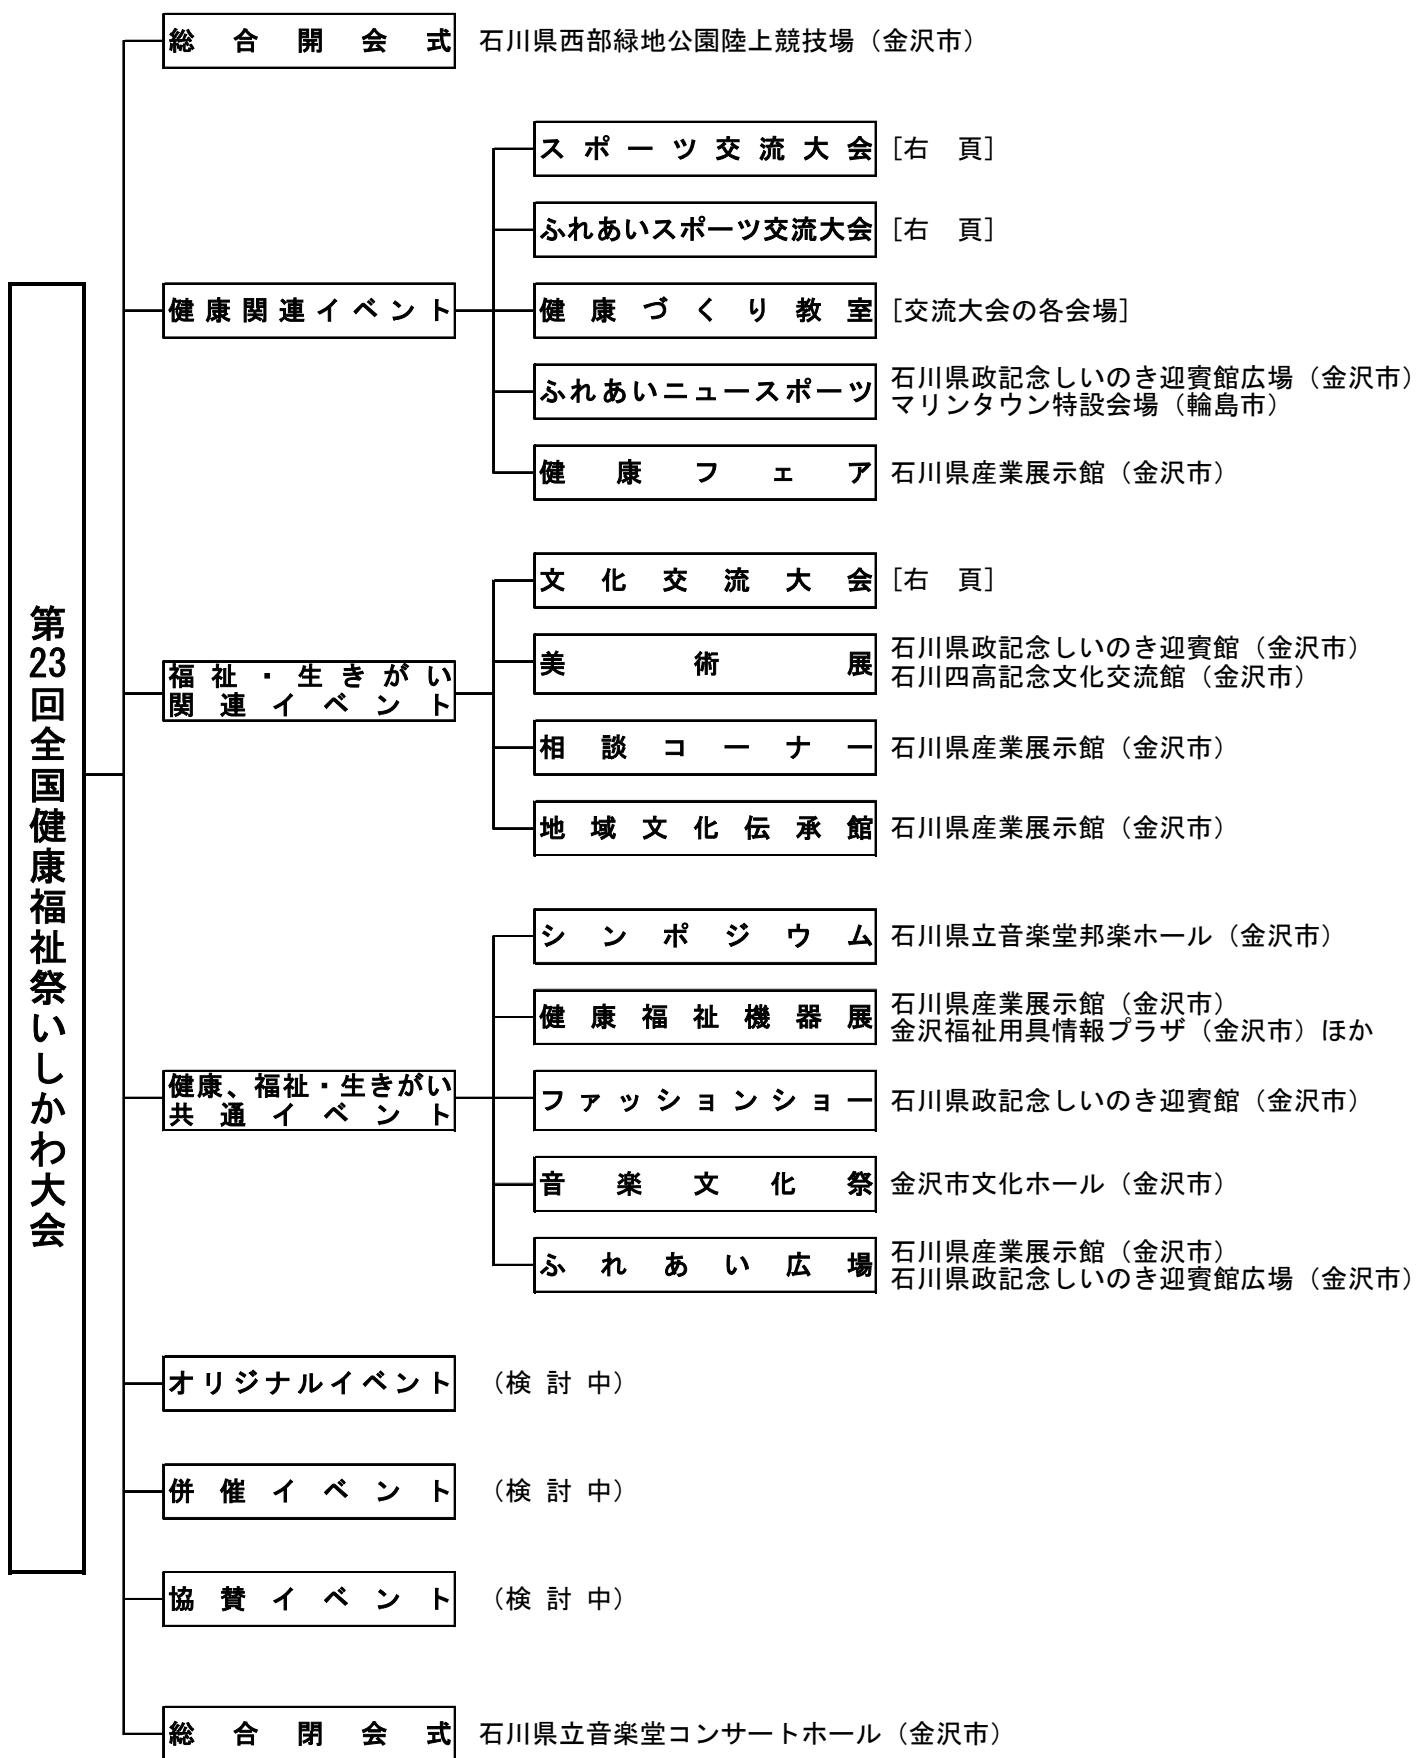 第23回全国健康福祉祭いしかわ大会
総合開会式 石川県西部緑地公園陸上競技場（金沢市）
健康関連イベント
スポーツ交流大会 [右　頁]
ふれあいスポーツ交流大会 [右　頁]
健康づくり教室 [交流大会の各会場]
ふれあいニュースポーツ 石川県政記念しいのき迎賓館広場（金沢市）
マリンタウン特設会場（輪島市）
健康フェア 石川県産業展示館（金沢市）
福祉・生きがい
関連イベント
文化交流大会 [右　頁]
美術展 石川県政記念しいのき迎賓館（金沢市）
石川四高記念文化交流館（金沢市）
相談コーナー 石川県産業展示館（金沢市）
地域文化伝承館 石川県産業展示館（金沢市）
健康、福祉・生きがい
共通イベント
シンポジウム 石川県立音楽堂邦楽ホール（金沢市）
健康福祉機器展 石川県産業展示館（金沢市）
金沢福祉用具情報プラザ（金沢市）ほか
ファッションショー 石川県政記念しいのき迎賓館（金沢市）
音楽文化祭 金沢市文化ホール（金沢市）
ふれあい広場 石川県産業展示館（金沢市）
石川県政記念しいのき迎賓館広場（金沢市）
オリジナルイベント （検 討 中）
併催イベント （検 討 中）
協賛イベント （検 討 中）
総合閉会式 石川県立音楽堂コンサートホール（金沢市）